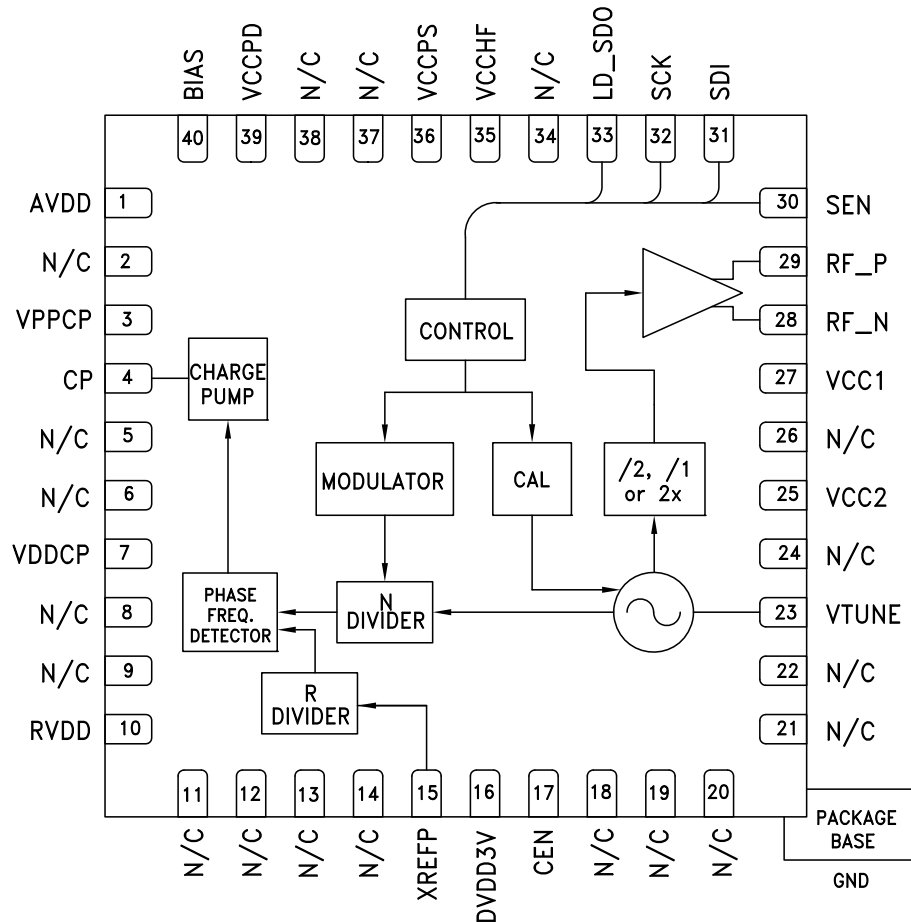 BIAS
VCCPD
N/C
N/C
VCCPS
VCCHF
N/C
LD_SDO
SCK
SDI
40
39
38
37
36
35
34
33
32
31
AVDD
1
N/C
2
VPPCP
3
CP
4
N/C
5
N/C
6
VDDCP
7
N/C
8
N/C
9
RVDD
10
30
SEN
29
RF_P
28
RF_N
27
VCC1
26
N/C
25
VCC2
24
N/C
23
VTUNE
22
N/C
21
N/C
CONTROL
CHARGE
PUMP
MODULATOR
CAL
/2, /1
or 2x
PHASE
FREQ.
DETECTOR
N
DIVIDER
R
DIVIDER
11
12
13
14
15
16
17
18
19
20
N/C
N/C
N/C
N/C
XREFP
DVDD3V
CEN
N/C
N/C
N/C
PACKAGE
BASE
GND